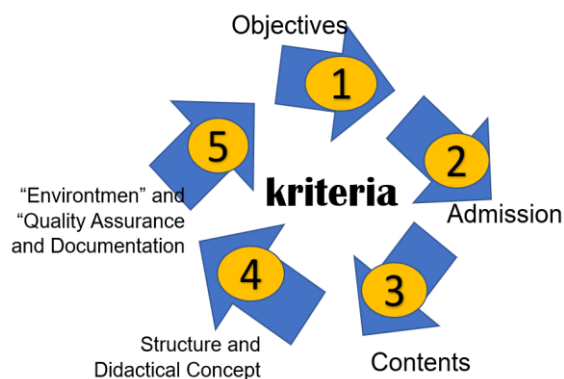 Objectives
1
2
Admission
3
Contents
4
Structure and
Didactical Concept
5
“Environtmen” and
“Quality Assurance
and Documentation
kriteria